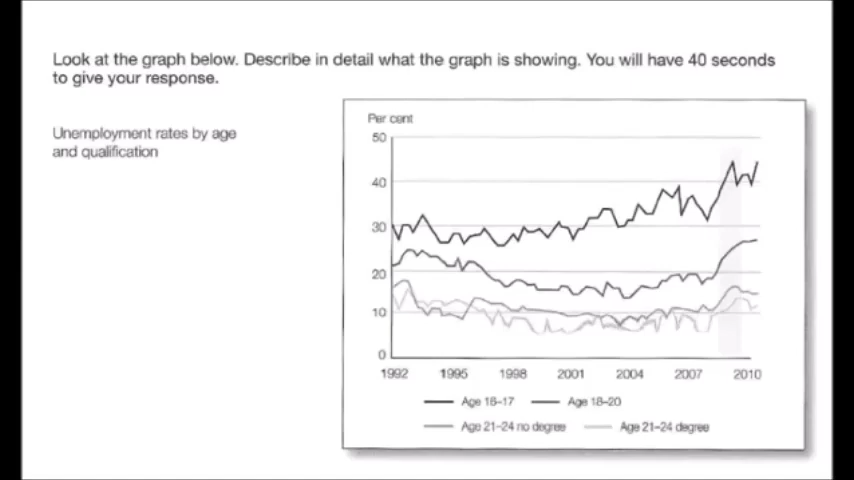 Look at the graph below. Describe in detail what the graph is showing. You will have 40 seconds
to give your response.
Unemployment rates by age
and qualification
Per cent
50
40
30
20
10
0
1992 1995 1998 2001 2004 2007 2010
Age 16–17 Age 18–20
Age 21–24 no degree Age 21–24 degree